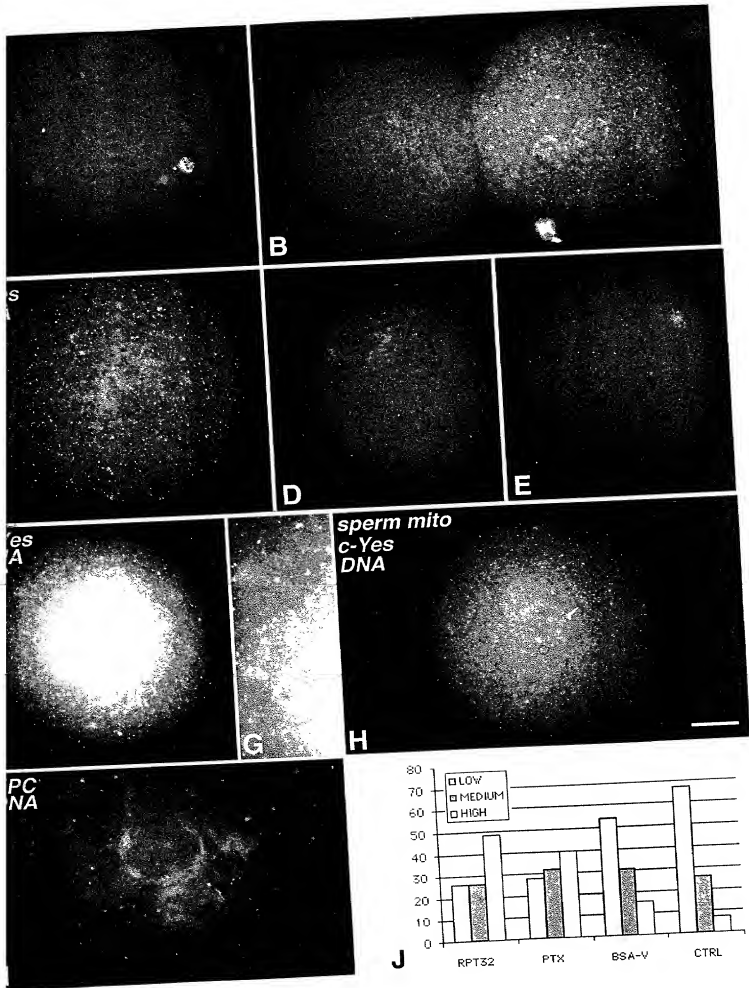 B
es
A
D
E
Yes
A
G
sperm mito
c-Yes
DNA
H
PC
NA
J
80
70
60
50
40
30
20
10
0
LOW
MEDIUM
HIGH
RPT32
PTX
BSA-V
CTRL